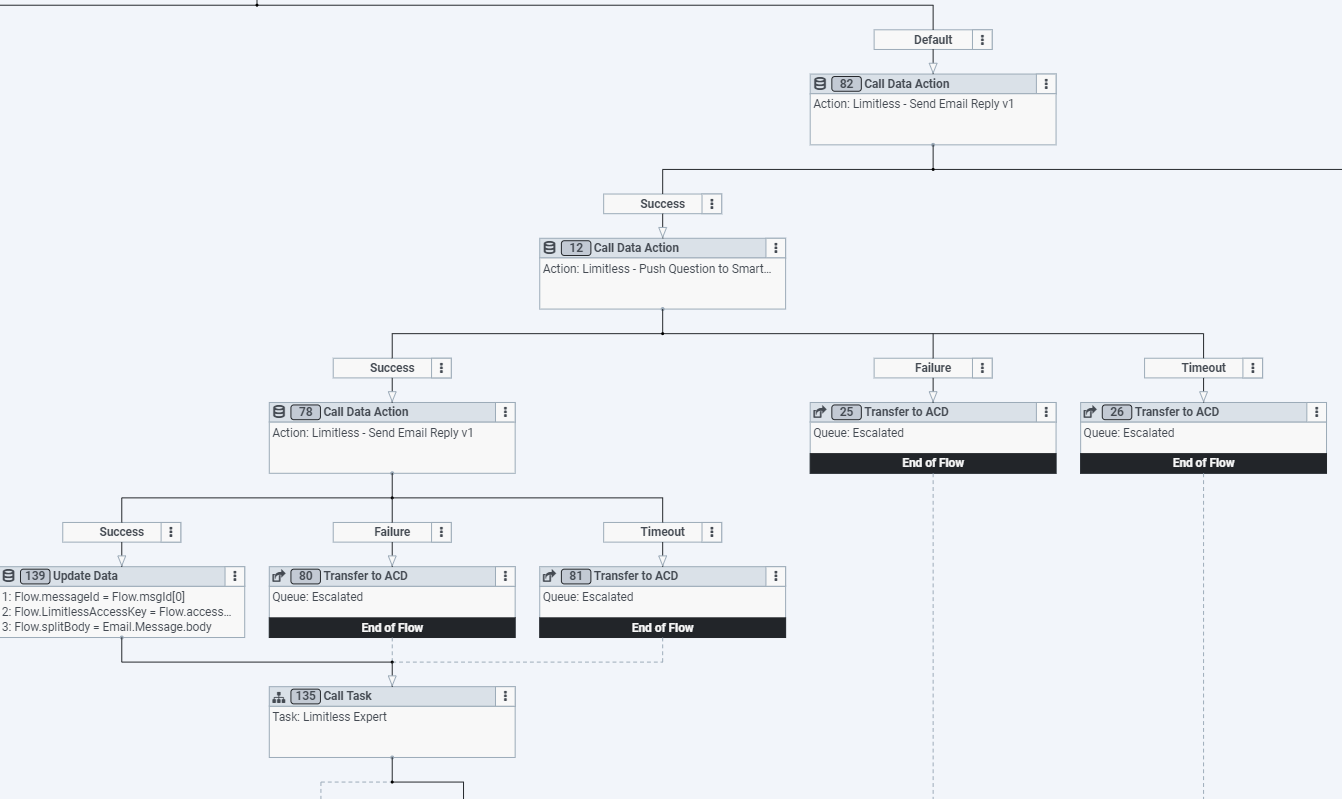 Default
82 Call Data Action
Action: Limitless - Send Email Reply v1
Success
12 Call Data Action
Action: Limitless - Push Question to Smart...
Success
Failure
Timeout
78 Call Data Action
Action: Limitless - Send Email Reply v1
25 Transfer to ACD
Queue: Escalated
End of Flow
26 Transfer to ACD
Queue: Escalated
End of Flow
Success
Failure
Timeout
139 Update Data
1: Flow.messageId = Flow.msgId[0]
2: Flow.LimitlessAccessKey = Flow.access...
3: Flow.splitBody = Email.Message.body
80 Transfer to ACD
Queue: Escalated
End of Flow
81 Transfer to ACD
Queue: Escalated
End of Flow
135 Call Task
Task: Limitless Expert